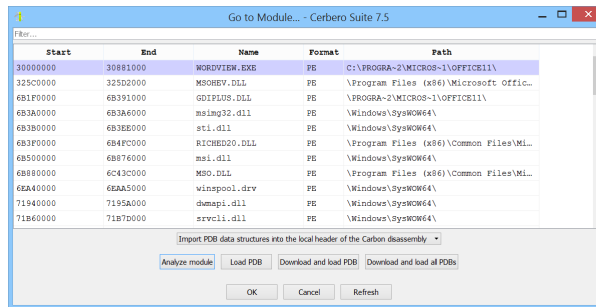 Go to Module... - Cerbero Suite 7.5
Filter...
Start End Name Format Path
30000000 30881000 WORDVIEW.EXE PE C:\PROGRA~2\MICROS~1\OFFICE11\
325C0000 325D2000 MSOHEV.DLL PE \Program Files (x86)\Microsoft Offic...
6B1F0000 6B391000 GDIPLUS.DLL PE \PROGRA~2\MICROS~1\OFFICE11\
6B3A0000 6B3A6000 msimg32.dll PE \Windows\SysWOW64\
6B3B0000 6B3EE000 sti.dll PE \Windows\SysWOW64\
6B3F0000 6B4FC000 RICHED20.DLL PE \Program Files (x86)\Common Files\Mi...
6B500000 6B876000 msi.dll PE \Windows\SysWOW64\
6B880000 6C43C000 MSO.DLL PE \Program Files (x86)\Common Files\Mi...
6EA40000 6EAA5000 winspool.drv PE \Windows\SysWOW64\
71940000 7195A000 dwmapi.dll PE \Windows\SysWOW64\
71B60000 71B7D000 srvcli.dll PE \Windows\SysWOW64\
Import PDB data structures into the local header of the Carbon disassembly
Analyze module Load PDB Download and load PDB Download and load all PDBs
OK Cancel Refresh